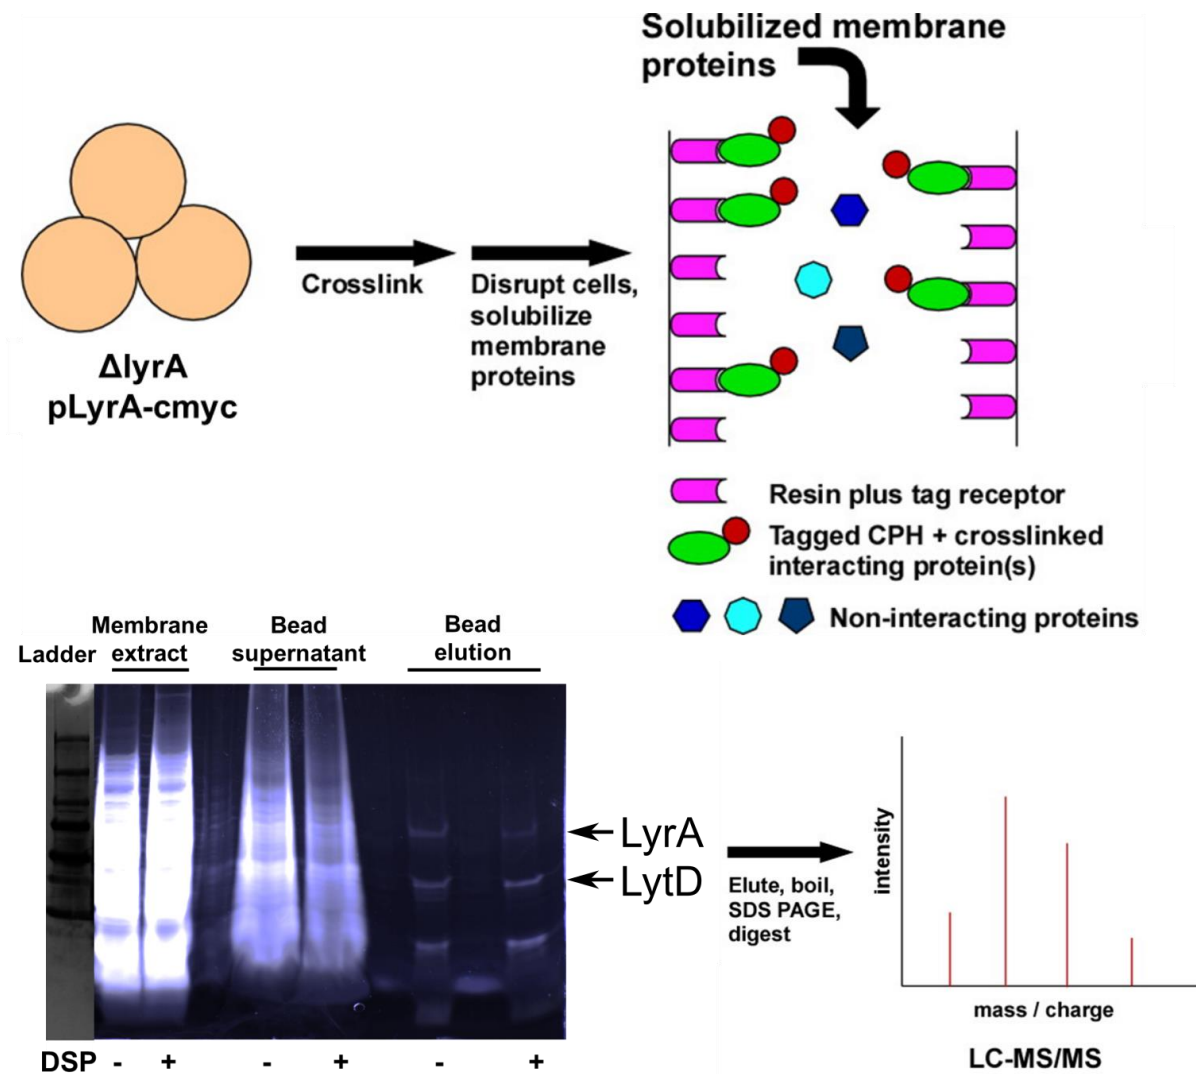 Solubilized membrane
proteins
Crosslink
Disrupt cells,
solubilize
membrane
proteins
ΔlyrA
pLyrA-cmyc
Resin plus tag receptor
Tagged CPH + crosslinked
interacting protein(s)
Non-interacting proteins
Ladder
Membrane
extract
Bead
supernatant
Bead
elution
LyrA
LytD
DSP - + - + - +
Elute, boil,
SDS PAGE,
digest
intensity
mass / charge
LC-MS/MS